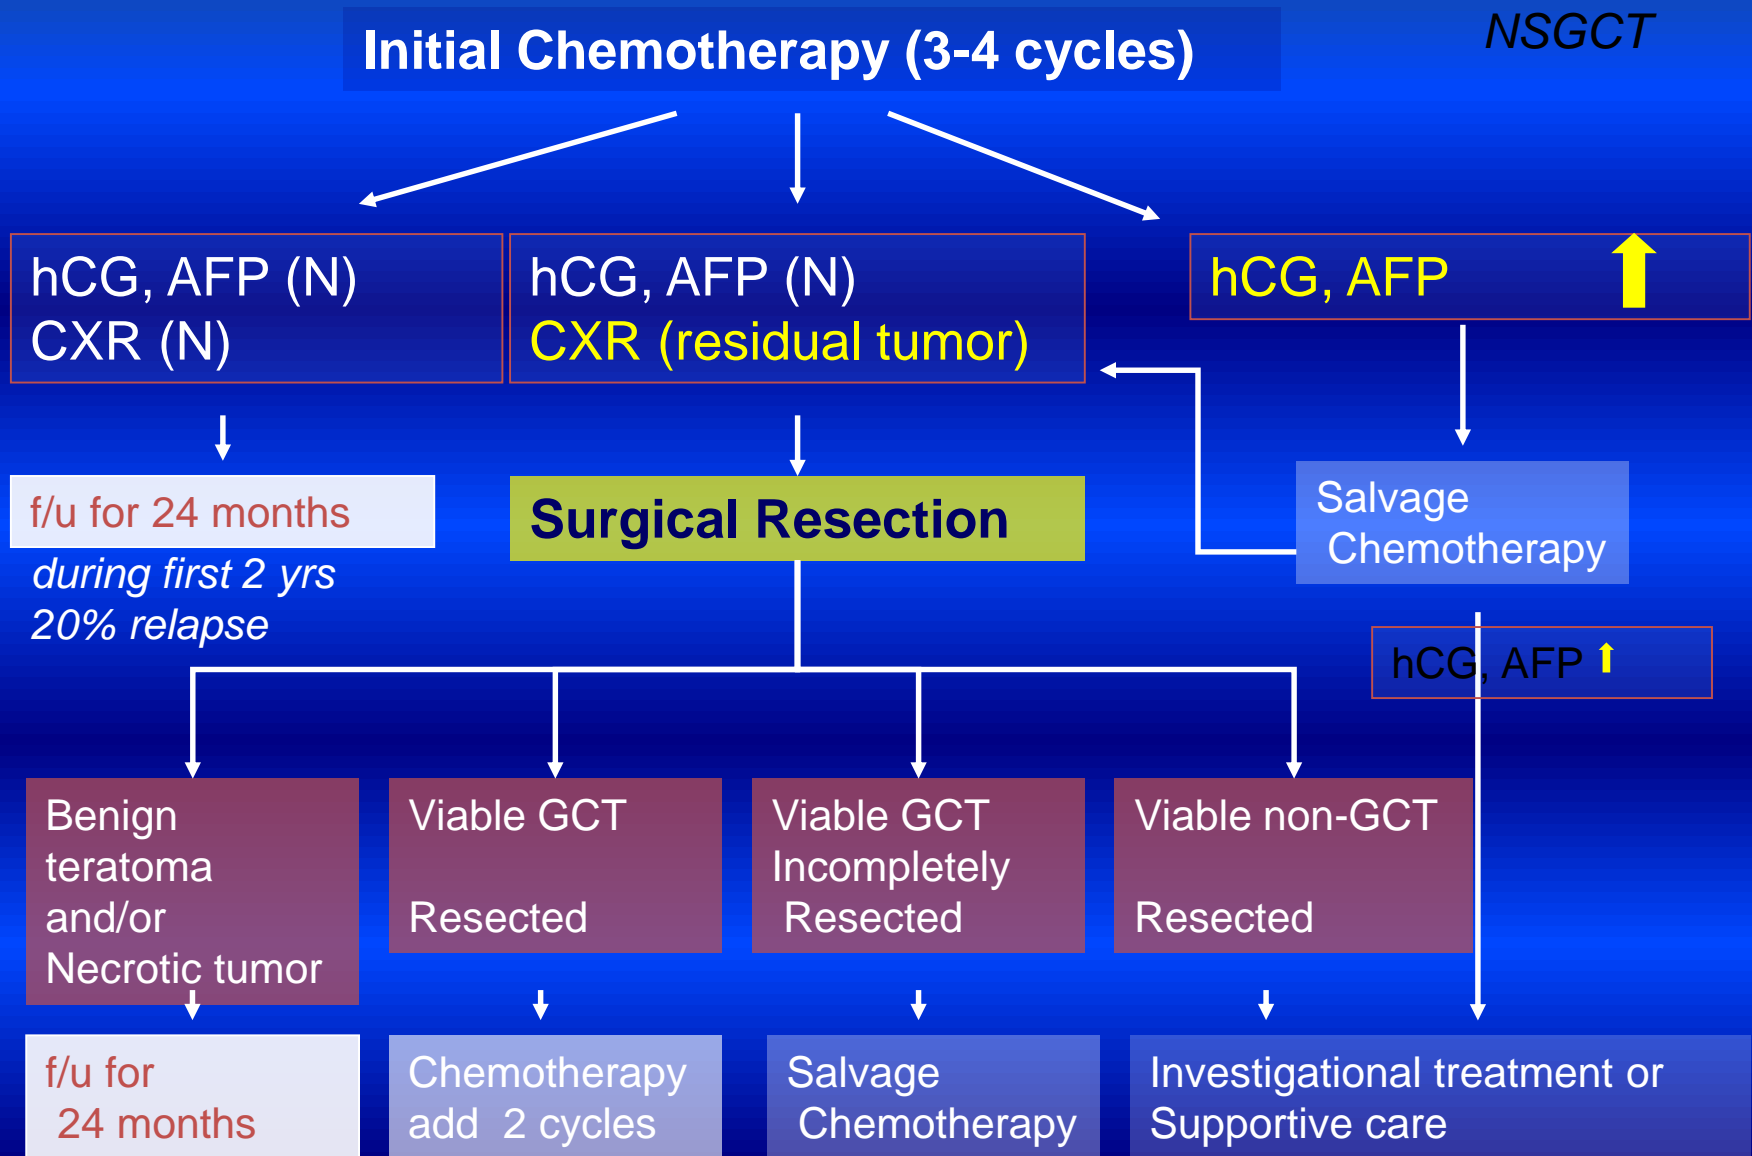 NSGCT
Initial Chemotherapy (3-4 cycles)
hCG, AFP (N)
CXR (N)
hCG, AFP (N)
CXR (residual tumor)
hCG, AFP
f/u for 24 months
during first 2 yrs
20% relapse
Surgical Resection
Salvage
Chemotherapy
hCG, AFP
Benign
teratoma
and/or
Necrotic tumor
Viable GCT
Resected
Viable GCT
Incompletely
Resected
Viable non-GCT
Resected
f/u for
24 months
Chemotherapy
add 2 cycles
Salvage
Chemotherapy
Investigational treatment or
Supportive care